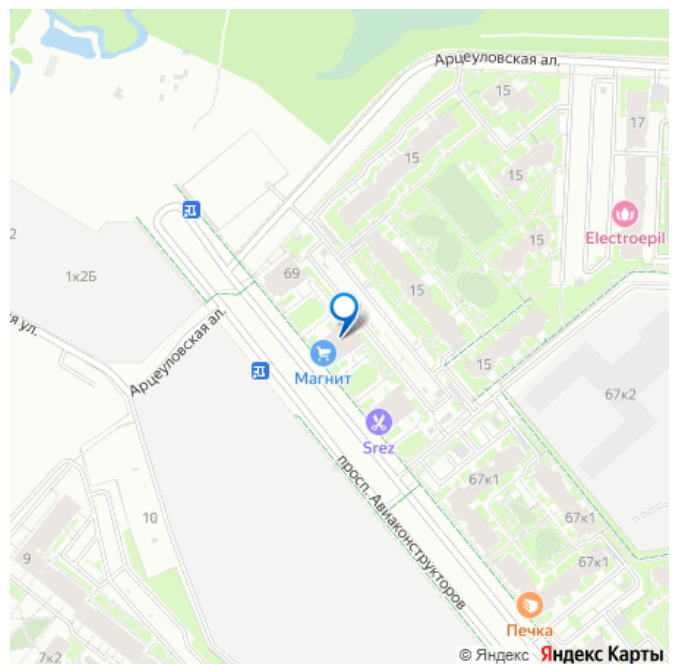 Арцеуловская ал.
15
17
15
15
Electroepil
15
2
1к2Б
69
15
я ул.
Арцеуловская ал.
Магнит
15
67к2
Srez
просп. Авиаконструкторов
67к1
10
67к1
9
67к1
Печка
7к2
© Яндекс Яндекс Карты